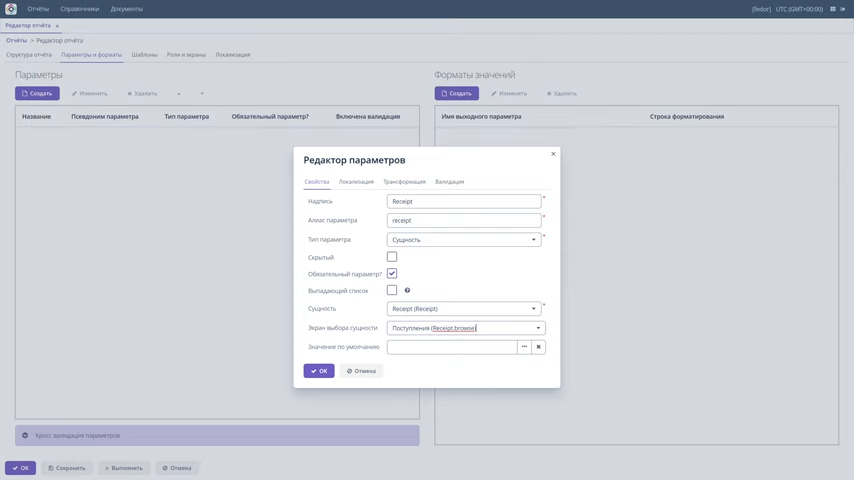 Отчёты Справочники Документы [fedor] UTC (GMT+00:00)
Редактор отчёта ×
Отчёты > Редактор отчёта
Структура отчёта Параметры и форматы Шаблоны Роли и экраны Локализация
Параметры Форматы значений
Создать Изменить Удалить Создать Изменить Удалить
Название Псевдоним параметра Тип параметра Обязательный параметр? Включена валидация Имя выходного параметра Строка форматирования
Редактор параметров
Свойства Локализация Трансформация Валидация
Надпись Receipt *
Алиас параметра receipt *
Тип параметра Сущность *
Скрытый
Обязательный параметр?
Выпадающий список
Сущность Receipt (Receipt) *
Экран выбора сущности Поступления (Receipt.browse)
Значение по умолчанию
OK Отмена
Кросс валидация параметров
OK Сохранить Выполнить Отмена